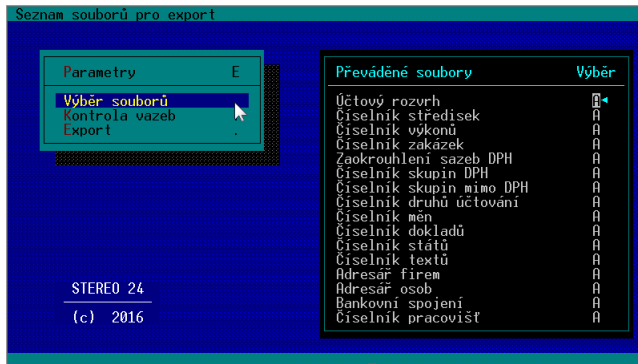 Seznam souborů pro export
Parametry E
Výběr souborů
Kontrola vazeb
Export .
STEREO 24
(c) 2016
Převáděné soubory Výběr
Účtový rozvrh A
Číselník středisek A
Číselník výkonů A
Číselník zakázek A
Zaokrouhlení sazeb DPH A
Číselník skupin DPH A
Číselník skupin mimo DPH A
Číselník druhů účtování A
Číselník měn A
Číselník dokladů A
Číselník států A
Číselník textů A
Adresář firem A
Adresář osob A
Bankovní spojení A
Číselník pracovišť A